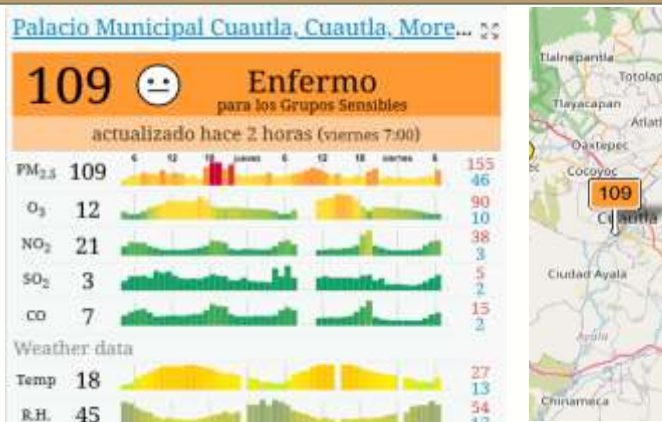 Palacio Municipal Cuautla, Cuautla, More...
109
Enfermo
para los Grupos Sensibles
actualizado hace 2 horas (viernes 7:00)
6 12 18 jueves 6 12 18 viernes 6
PM2.5 109 155 46
O3 12 90 10
NO2 21 38 3
SO2 3 5 2
CO 7 15 2
Weather data
Temp 18 27 13
R.H. 45 54
Tlalnepantla
Totolap
Tlayacapan
Atlatl
Oaxtepec
Cocoyoc
109
Cuautla
Ciudad Ayala
Ayala
Chinameca